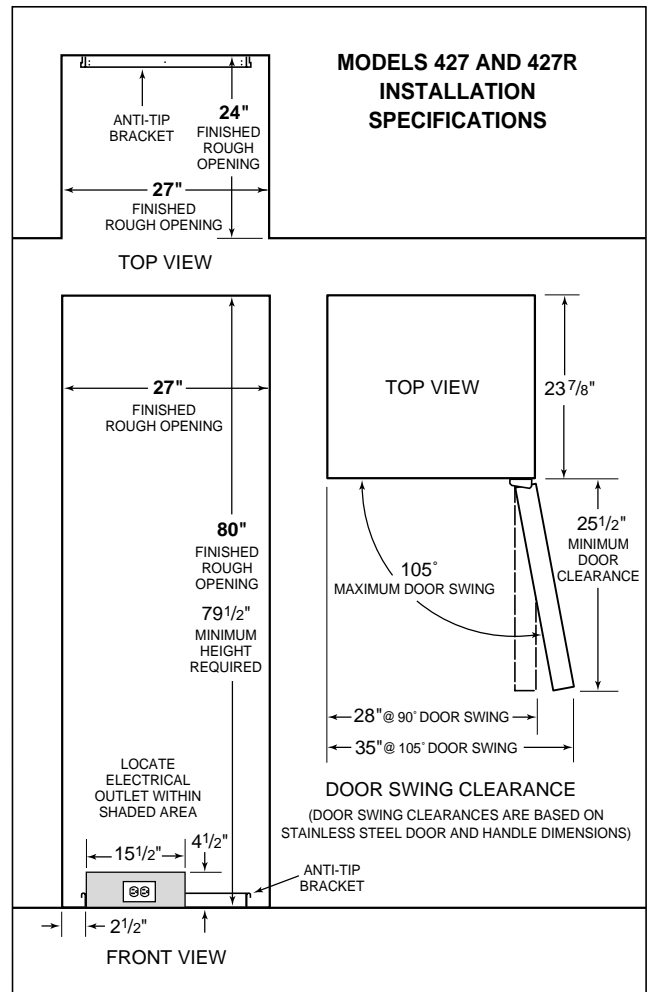 MODELS 427 AND 427R
INSTALLATION
SPECIFICATIONS
ANTI-TIP
BRACKET
24"
FINISHED
ROUGH
OPENING
27"
FINISHED
ROUGH OPENING
TOP VIEW
27"
FINISHED
ROUGH OPENING
80"
FINISHED
ROUGH
OPENING
79 1/2"
MINIMUM
HEIGHT
REQUIRED
LOCATE
ELECTRICAL
OUTLET WITHIN
SHADED AREA
15 1/2"
4 1/2"
ANTI-TIP
BRACKET
2 1/2"
FRONT VIEW
TOP VIEW
23 7/8"
25 1/2"
MINIMUM
DOOR
CLEARANCE
105°
MAXIMUM DOOR SWING
28" @ 90° DOOR SWING
35" @ 105° DOOR SWING
DOOR SWING CLEARANCE
(DOOR SWING CLEARANCES ARE BASED ON
STAINLESS STEEL DOOR AND HANDLE DIMENSIONS)